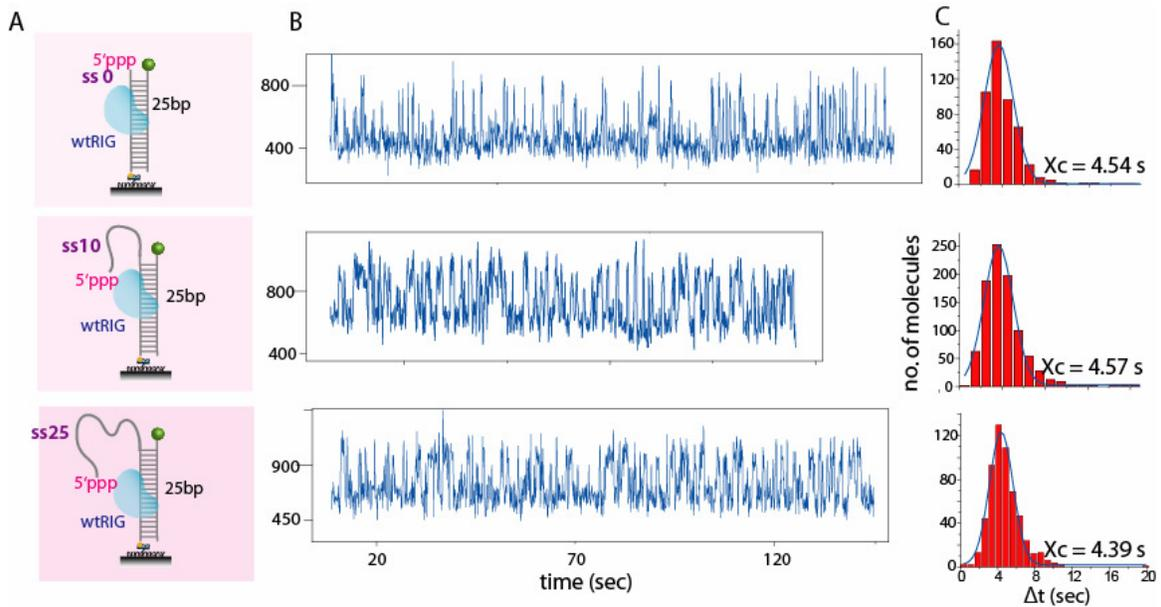 A
5'ppp
ss 0
25bp
wtRIG
ss10
5'ppp
25bp
wtRIG
ss25
5'ppp
25bp
wtRIG
B
800
400
800
400
900
450
20 70 120
time (sec)
C
160
120
80
40
0
Xc = 4.54 s
250
200
150
100
50
0
Xc = 4.57 s
no. of molecules
120
80
40
0
Xc = 4.39 s
0 4 8 12 16 20
Δt (sec)